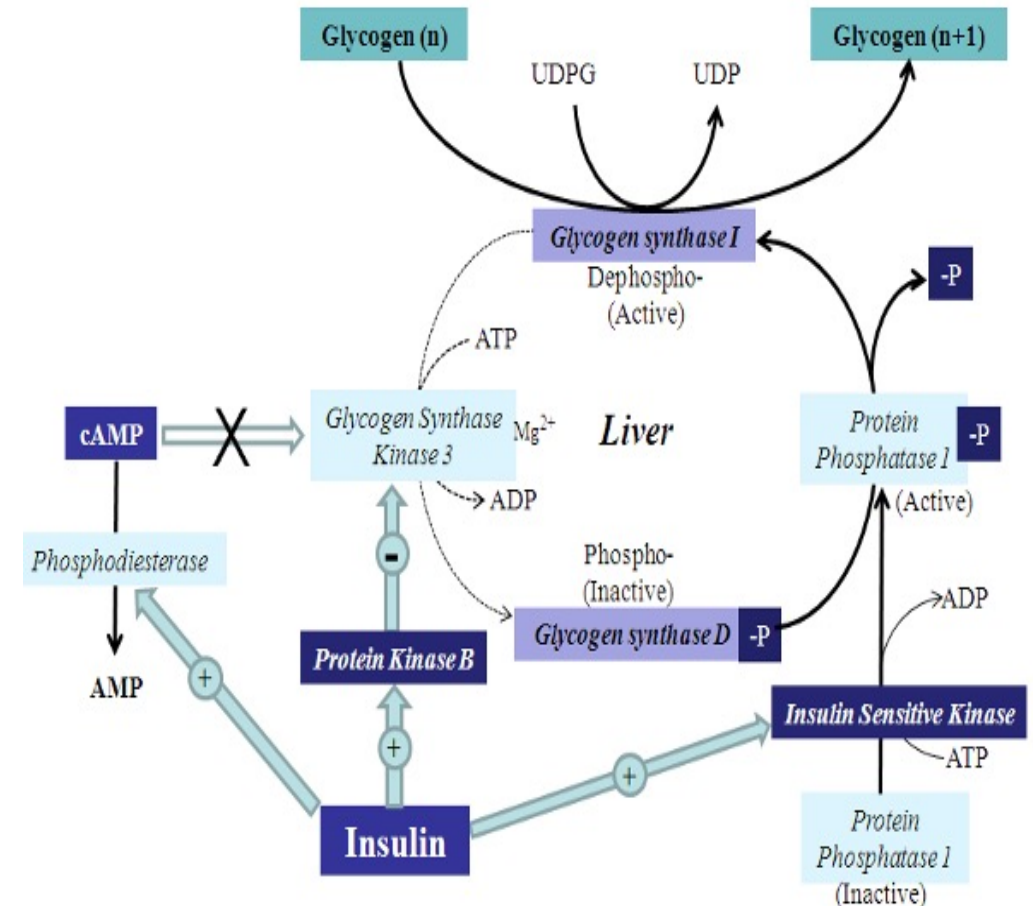 Glycogen (n)
Glycogen (n+1)
UDPG
UDP
Glycogen synthase I
Dephospho-
(Active)
-P
ATP
cAMP
Glycogen Synthase
Kinase 3
Mg2+
Liver
Protein
Phosphatase 1
-P
(Active)
ADP
Phosphodiesterase
Phospho-
(Inactive)
Glycogen synthase D
-P
ADP
-
Protein Kinase B
AMP
+
Insulin Sensitive Kinase
+
+
ATP
Insulin
Protein
Phosphatase 1
(Inactive)